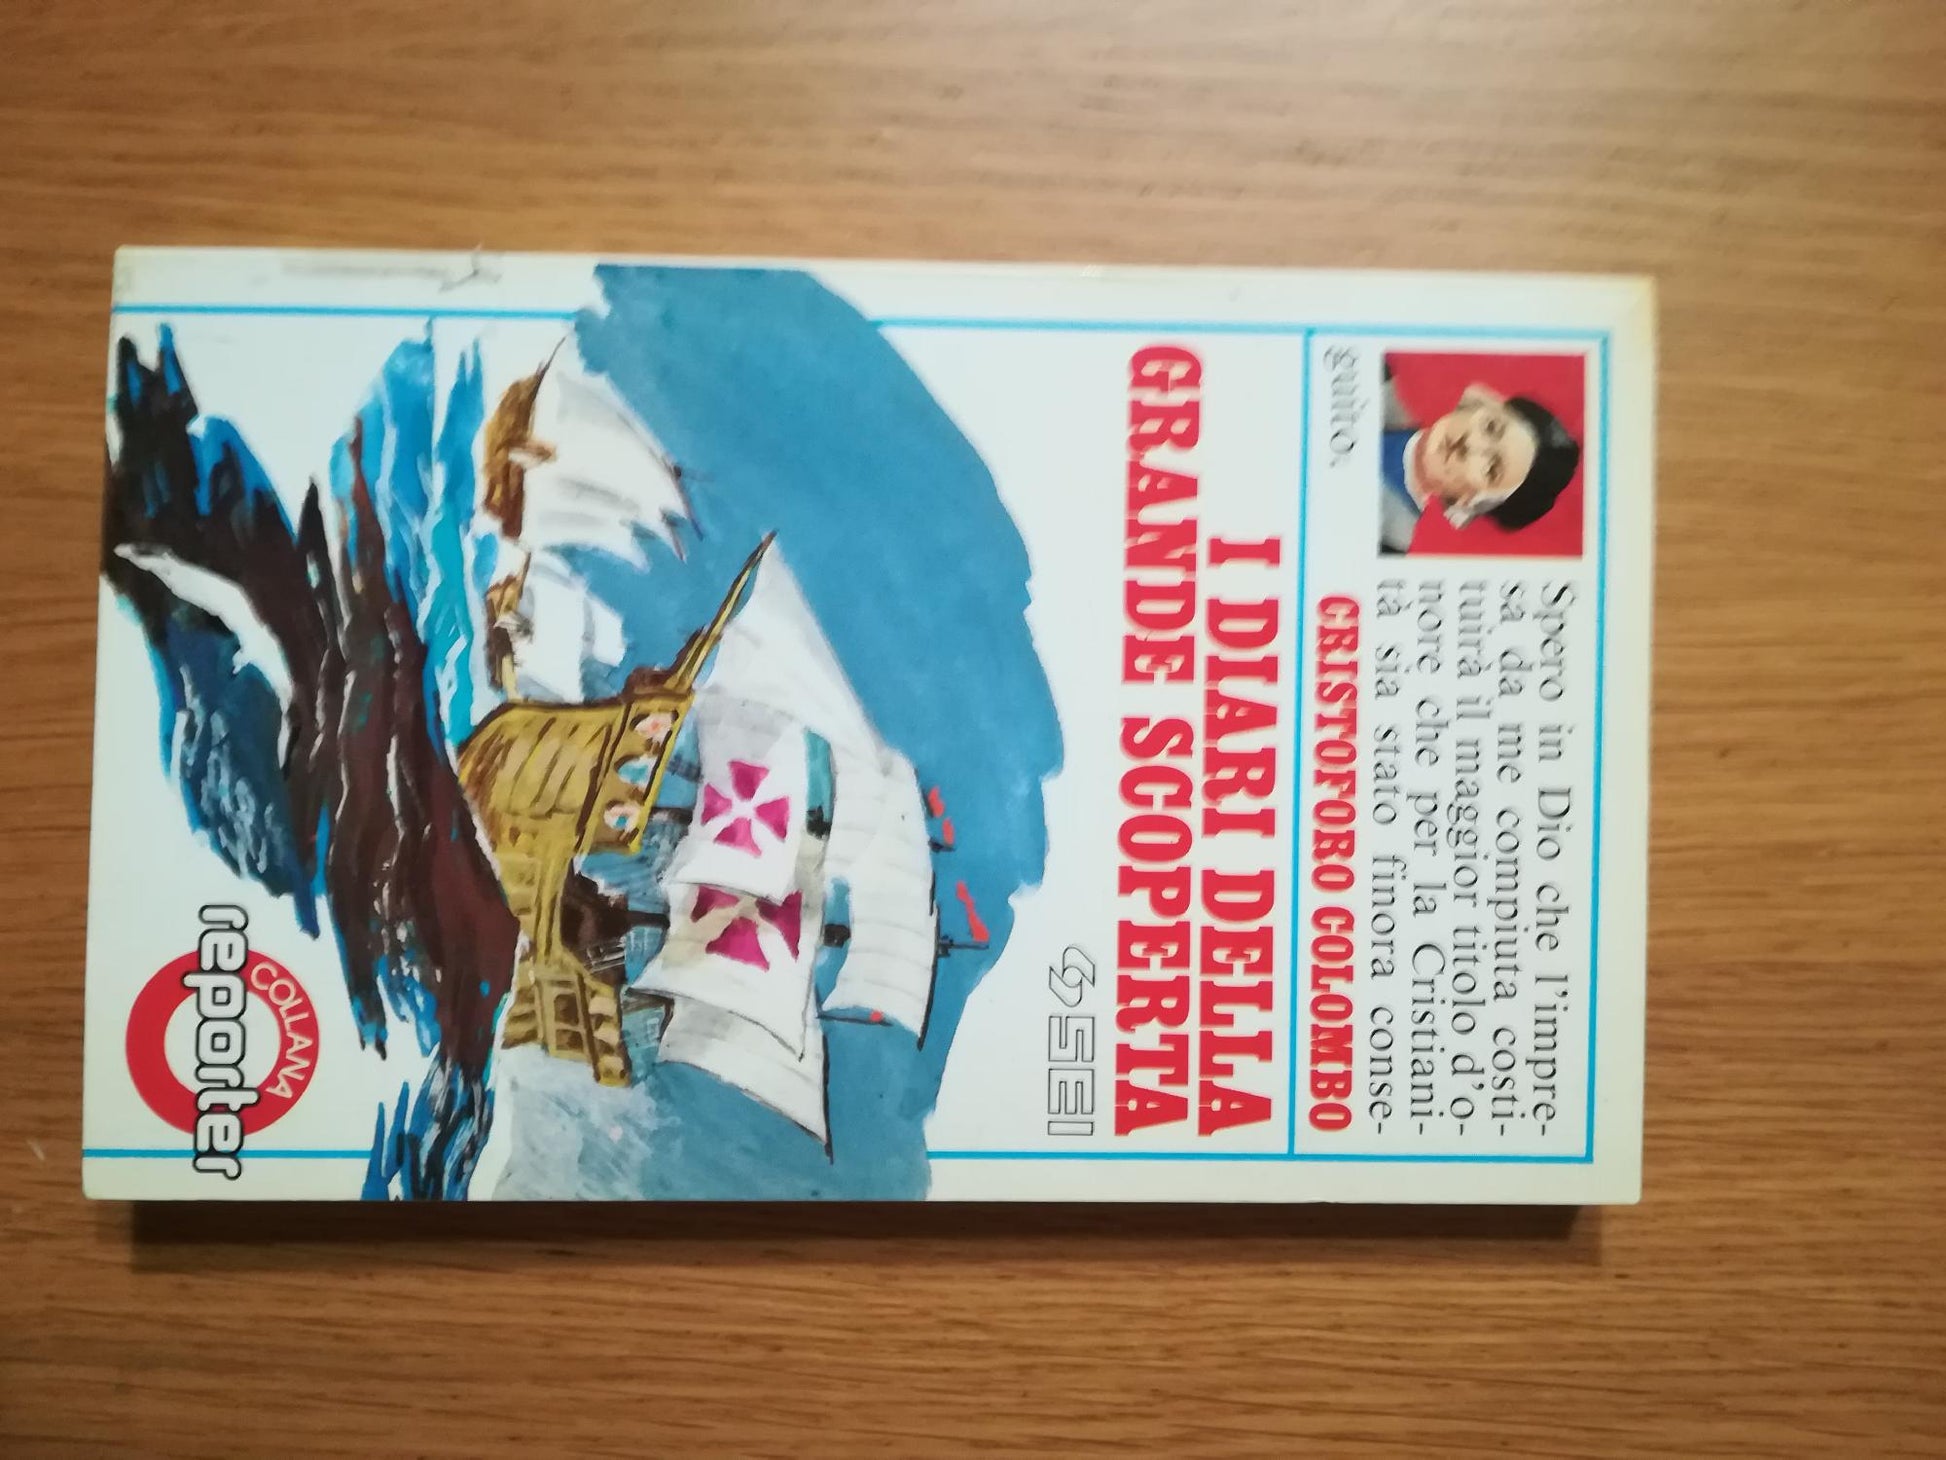 Spero in Dio che l'impre-
sa da me compiuta costi-
tuirà il maggior titolo d'o-
nore che per la Cristiani-
tà sia stato finora conse-
guito.
CRISTOFORO COLOMBO
I DIARI DELLA
GRANDE SCOPERTA
SEI
COLLANA
reporter